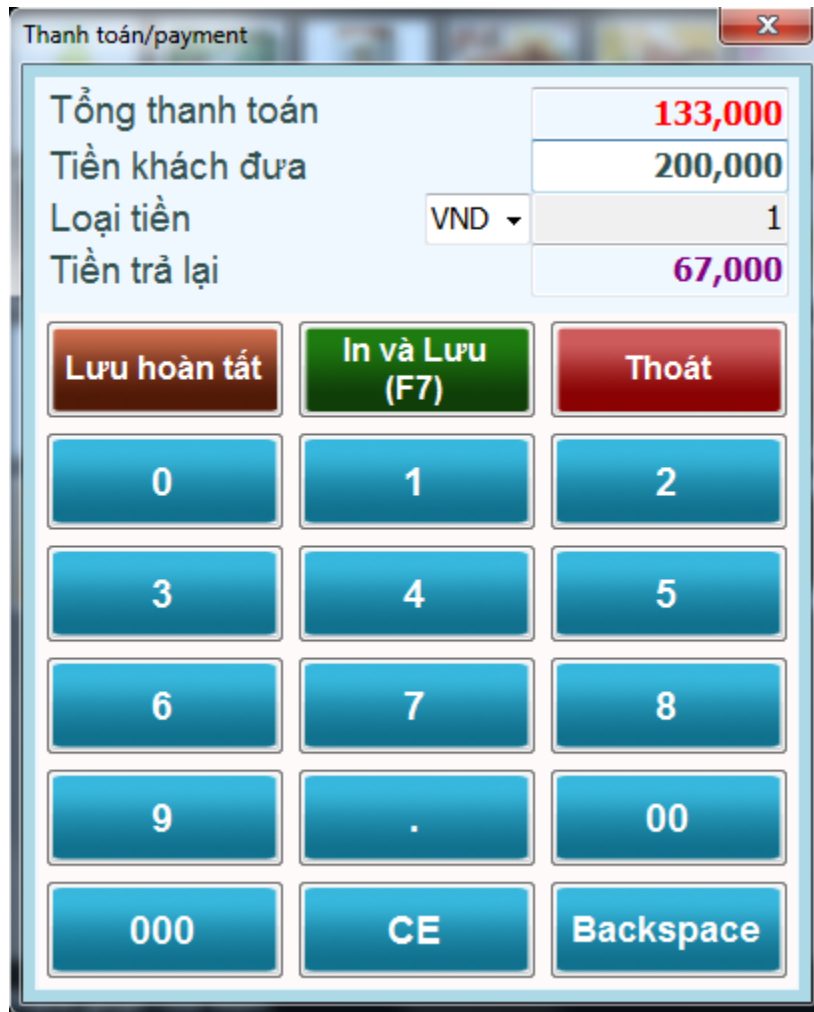 Thanh toán/payment
Tổng thanh toán 133,000
Tiền khách đưa 200,000
Loại tiền VND 1
Tiền trả lại 67,000
Lưu hoàn tất In và Lưu (F7) Thoát
0 1 2
3 4 5
6 7 8
9 . 00
000 CE Backspace